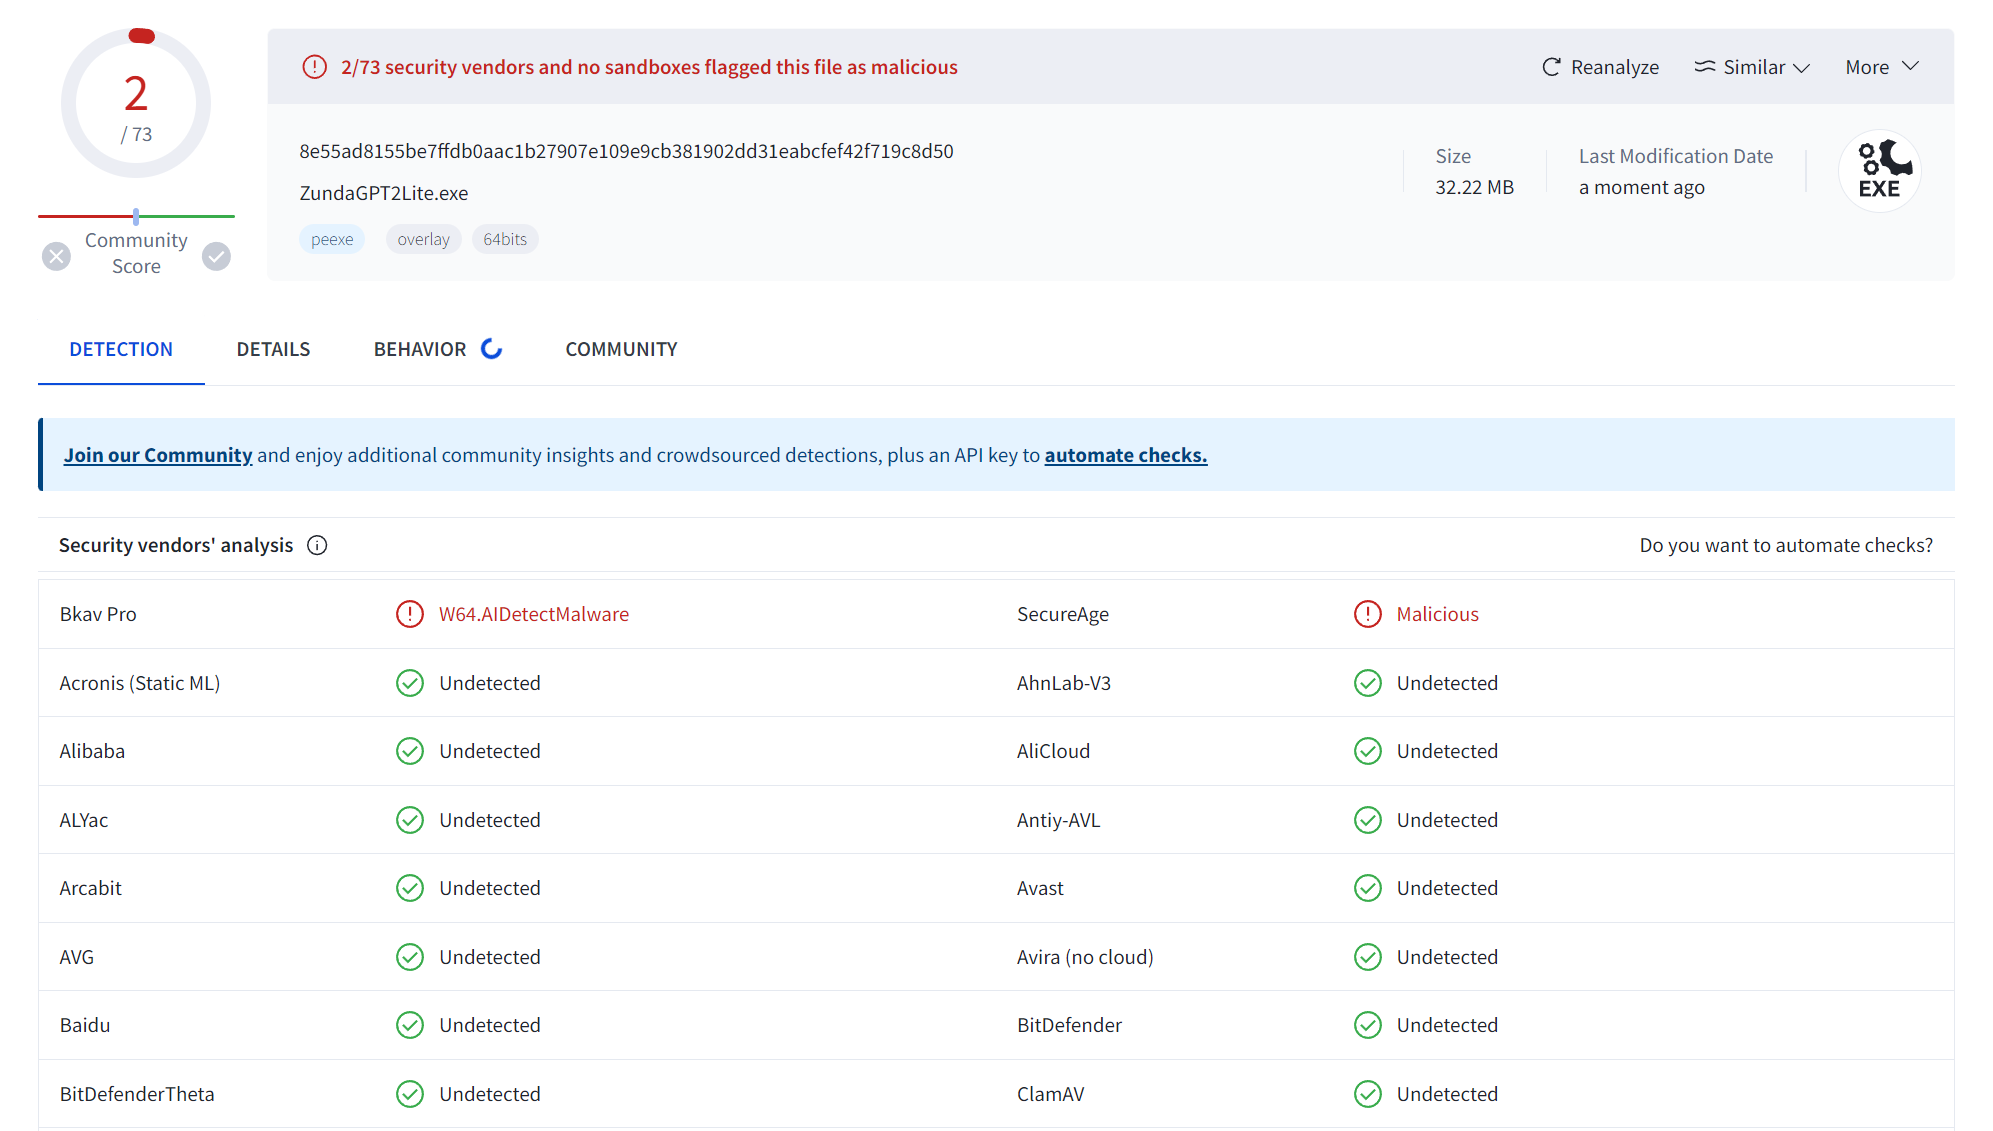 2
/ 73
Community
Score
2/73 security vendors and no sandboxes flagged this file as malicious
Reanalyze
Similar
More
8e55ad8155be7ffdb0aac1b27907e109e9cb381902dd31eabcfef42f719c8d50
ZundaGPT2Lite.exe
peexe
overlay
64bits
Size
32.22 MB
Last Modification Date
a moment ago
EXE
DETECTION
DETAILS
BEHAVIOR
COMMUNITY
Join our Community and enjoy additional community insights and crowdsourced detections, plus an API key to automate checks.
Security vendors' analysis
Do you want to automate checks?
Bkav Pro
W64.AIDetectMalware
SecureAge
Malicious
Acronis (Static ML)
Undetected
AhnLab-V3
Undetected
Alibaba
Undetected
AliCloud
Undetected
ALYac
Undetected
Antiy-AVL
Undetected
Arcabit
Undetected
Avast
Undetected
AVG
Undetected
Avira (no cloud)
Undetected
Baidu
Undetected
BitDefender
Undetected
BitDefenderTheta
Undetected
ClamAV
Undetected